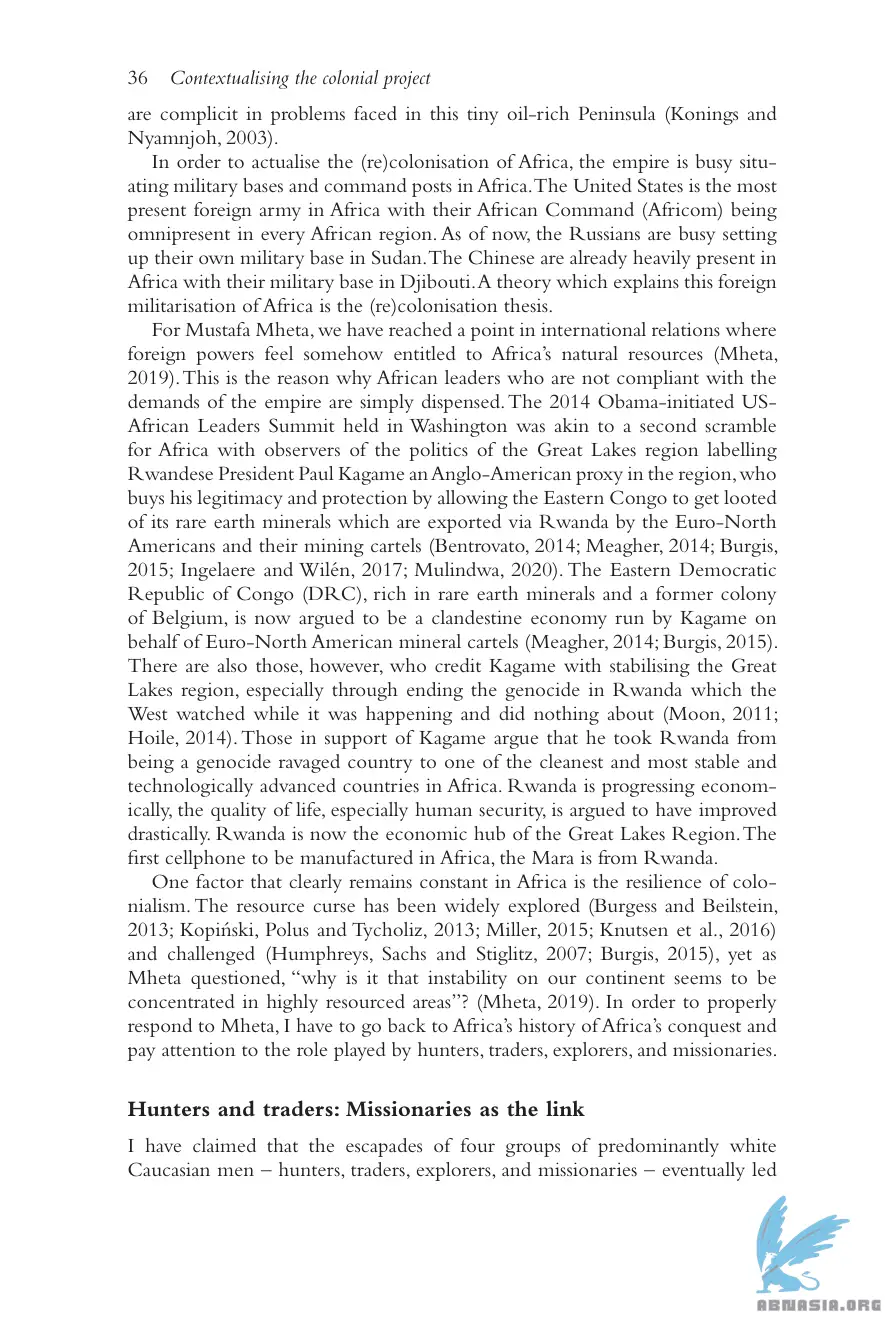 36 Contextualising the colonial project
are complicit in problems faced in this tiny oil-rich Peninsula (Konings and
Nyamnjoh, 2003).
In order to actualise the (re)colonisation of Africa, the empire is busy situ-
ating military bases and command posts in Africa. The United States is the most
present foreign army in Africa with their African Command (Africom) being
omnipresent in every African region. As of now, the Russians are busy setting
up their own military base in Sudan. The Chinese are already heavily present in
Africa with their military base in Djibouti. A theory which explains this foreign
militarisation of Africa is the (re)colonisation thesis.
For Mustafa Mheta, we have reached a point in international relations where
foreign powers feel somehow entitled to Africa's natural resources (Mheta,
2019). This is the reason why African leaders who are not compliant with the
demands of the empire are simply dispensed. The 2014 Obama-initiated US-
African Leaders Summit held in Washington was akin to a second scramble
for Africa with observers of the politics of the Great Lakes region labelling
Rwandese President Paul Kagame an Anglo-American proxy in the region, who
buys his legitimacy and protection by allowing the Eastern Congo to get looted
of its rare earth minerals which are exported via Rwanda by the Euro-North
Americans and their mining cartels (Bentrovato, 2014; Meagher, 2014; Burgis,
2015; Ingelaere and Wilén, 2017; Mulindwa, 2020). The Eastern Democratic
Republic of Congo (DRC), rich in rare earth minerals and a former colony
of Belgium, is now argued to be a clandestine economy run by Kagame on
behalf of Euro-North American mineral cartels (Meagher, 2014; Burgis, 2015).
There are also those, however, who credit Kagame with stabilising the Great
Lakes region, especially through ending the genocide in Rwanda which the
West watched while it was happening and did nothing about (Moon, 2011;
Hoile, 2014). Those in support of Kagame argue that he took Rwanda from
being a genocide ravaged country to one of the cleanest and most stable and
technologically advanced countries in Africa. Rwanda is progressing econom-
ically, the quality of life, especially human security, is argued to have improved
drastically. Rwanda is now the economic hub of the Great Lakes Region. The
first cellphone to be manufactured in Africa, the Mara is from Rwanda.
One factor that clearly remains constant in Africa is the resilience of colo-
nialism. The resource curse has been widely explored (Burgess and Beilstein,
2013; Kopiński, Polus and Tycholiz, 2013; Miller, 2015; Knutsen et al., 2016)
and challenged (Humphreys, Sachs and Stiglitz, 2007; Burgis, 2015), yet as
Mheta questioned, “why is it that instability on our continent seems to be
concentrated in highly resourced areas”? (Mheta, 2019). In order to properly
respond to Mheta, I have to go back to Africa's history of Africa's conquest and
pay attention to the role played by hunters, traders, explorers, and missionaries.
Hunters and traders: Missionaries as the link
I have claimed that the escapades of four groups of predominantly white
Caucasian men – hunters, traders, explorers, and missionaries – eventually led
ABNASIA.ORG